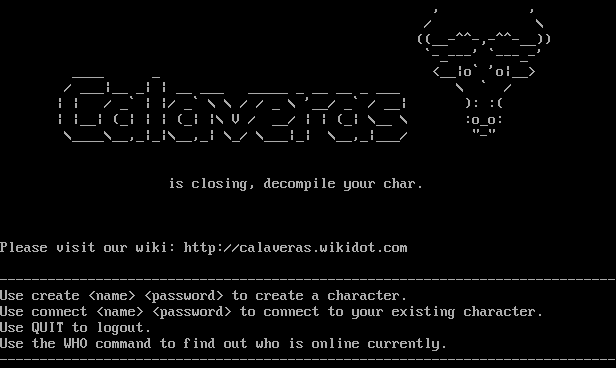 Calaveras
is closing, decompile your char.
Please visit our wiki: http://calaveras.wikidot.com
Use create <name> <password> to create a character.
Use connect <name> <password> to connect to your existing character.
Use QUIT to logout.
Use the WHO command to find out who is online currently.